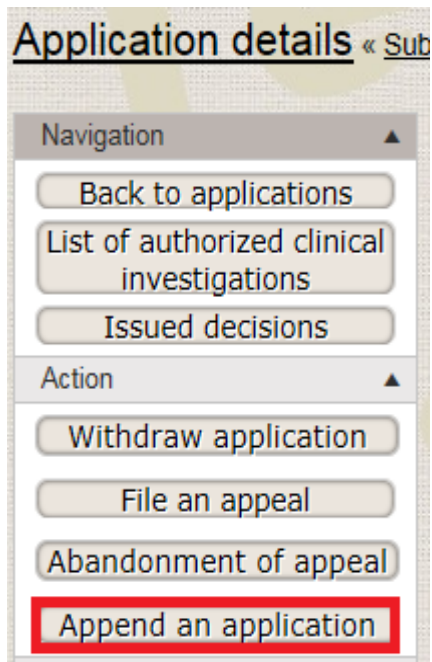 Application details « Sub
Navigation ▲
Back to applications
List of authorized clinical
investigations
Issued decisions
Action ▲
Withdraw application
File an appeal
Abandonment of appeal
Append an application